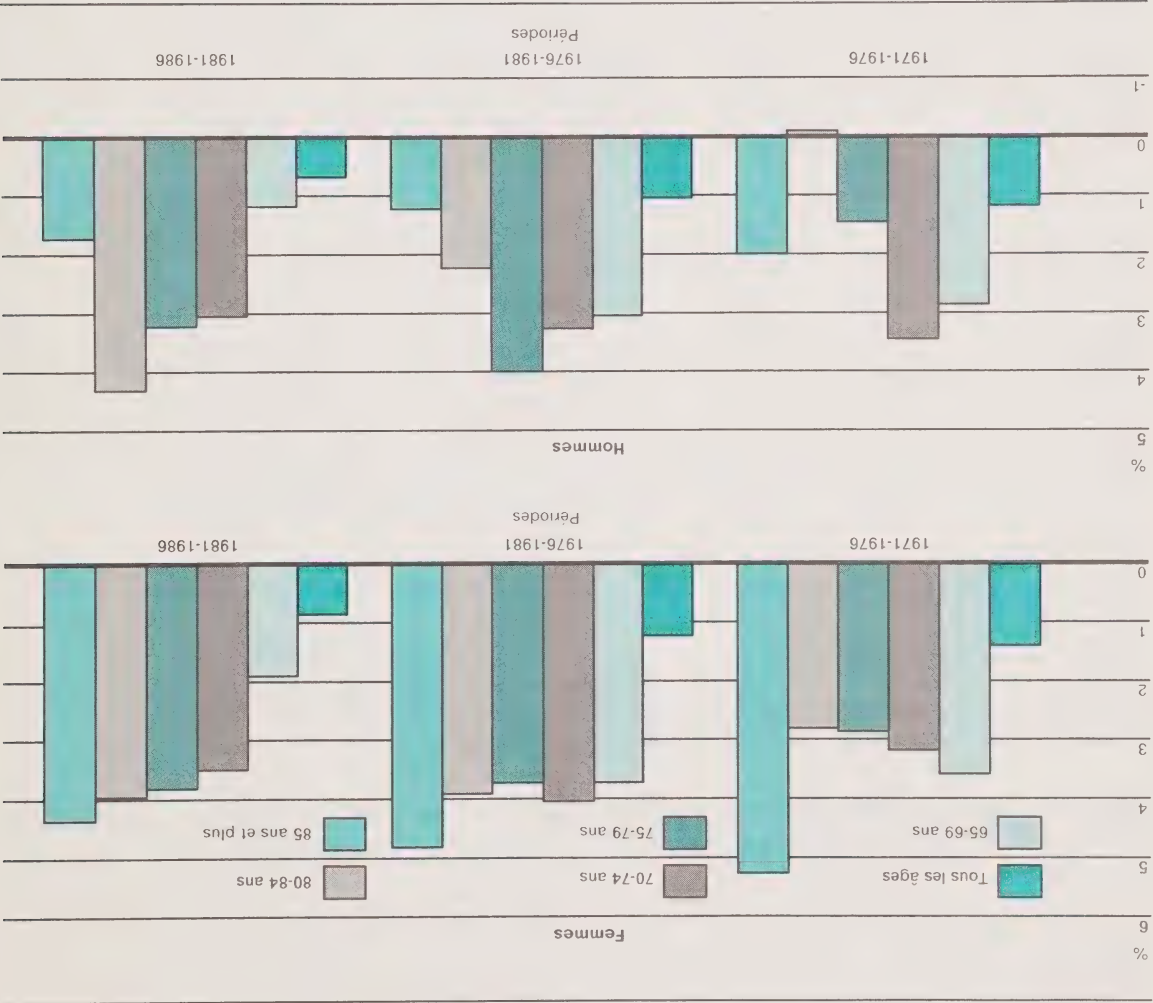 %
Femmes
6
Tous les âges 70-74 ans 80-84 ans
5
65-69 ans 75-79 ans 85 ans et plus
4
3
2
1
0
1971-1976 1976-1981 1981-1986
Périodes
%
Hommes
5
4
3
2
1
0
-1
1971-1976 1976-1981 1981-1986
Périodes